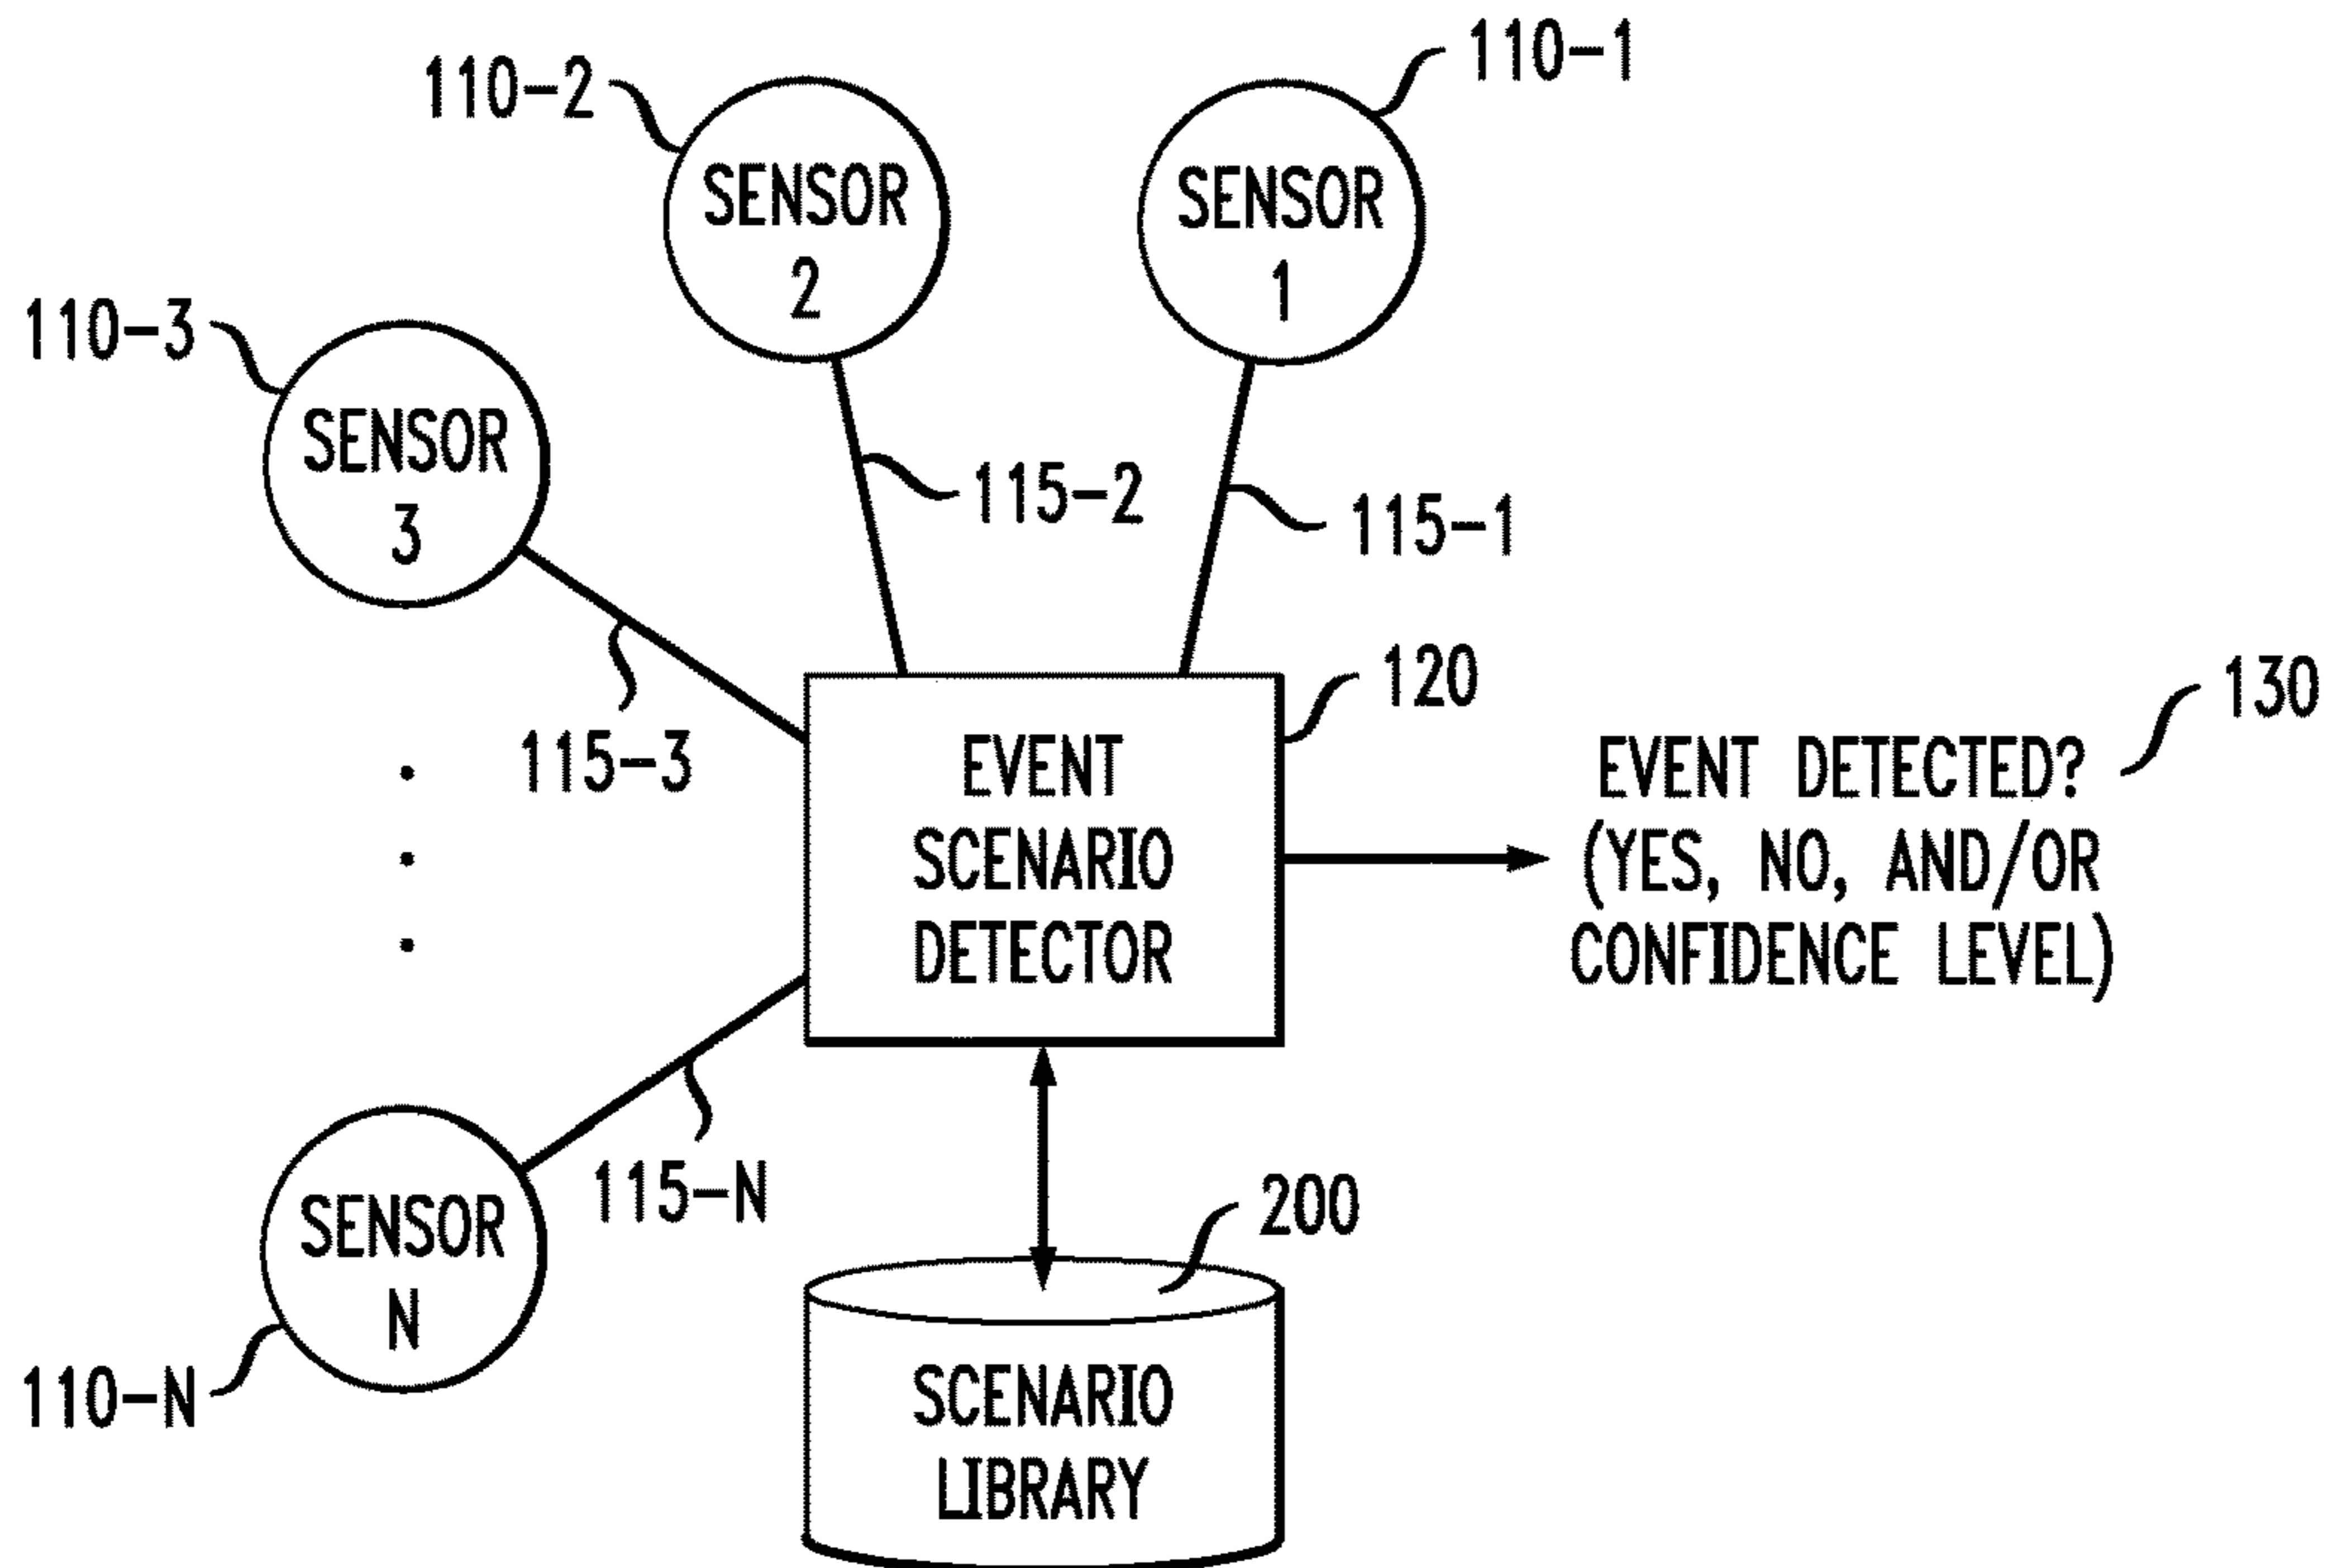 110-1
110-2
SENSOR
2
SENSOR
1
110-3
SENSOR
3
115-2
115-1
120
130
115-3
EVENT
SCENARIO
DETECTOR
EVENT DETECTED?
(YES, NO, AND/OR
CONFIDENCE LEVEL)
115-N
200
SENSOR
N
110-N
SCENARIO
LIBRARY